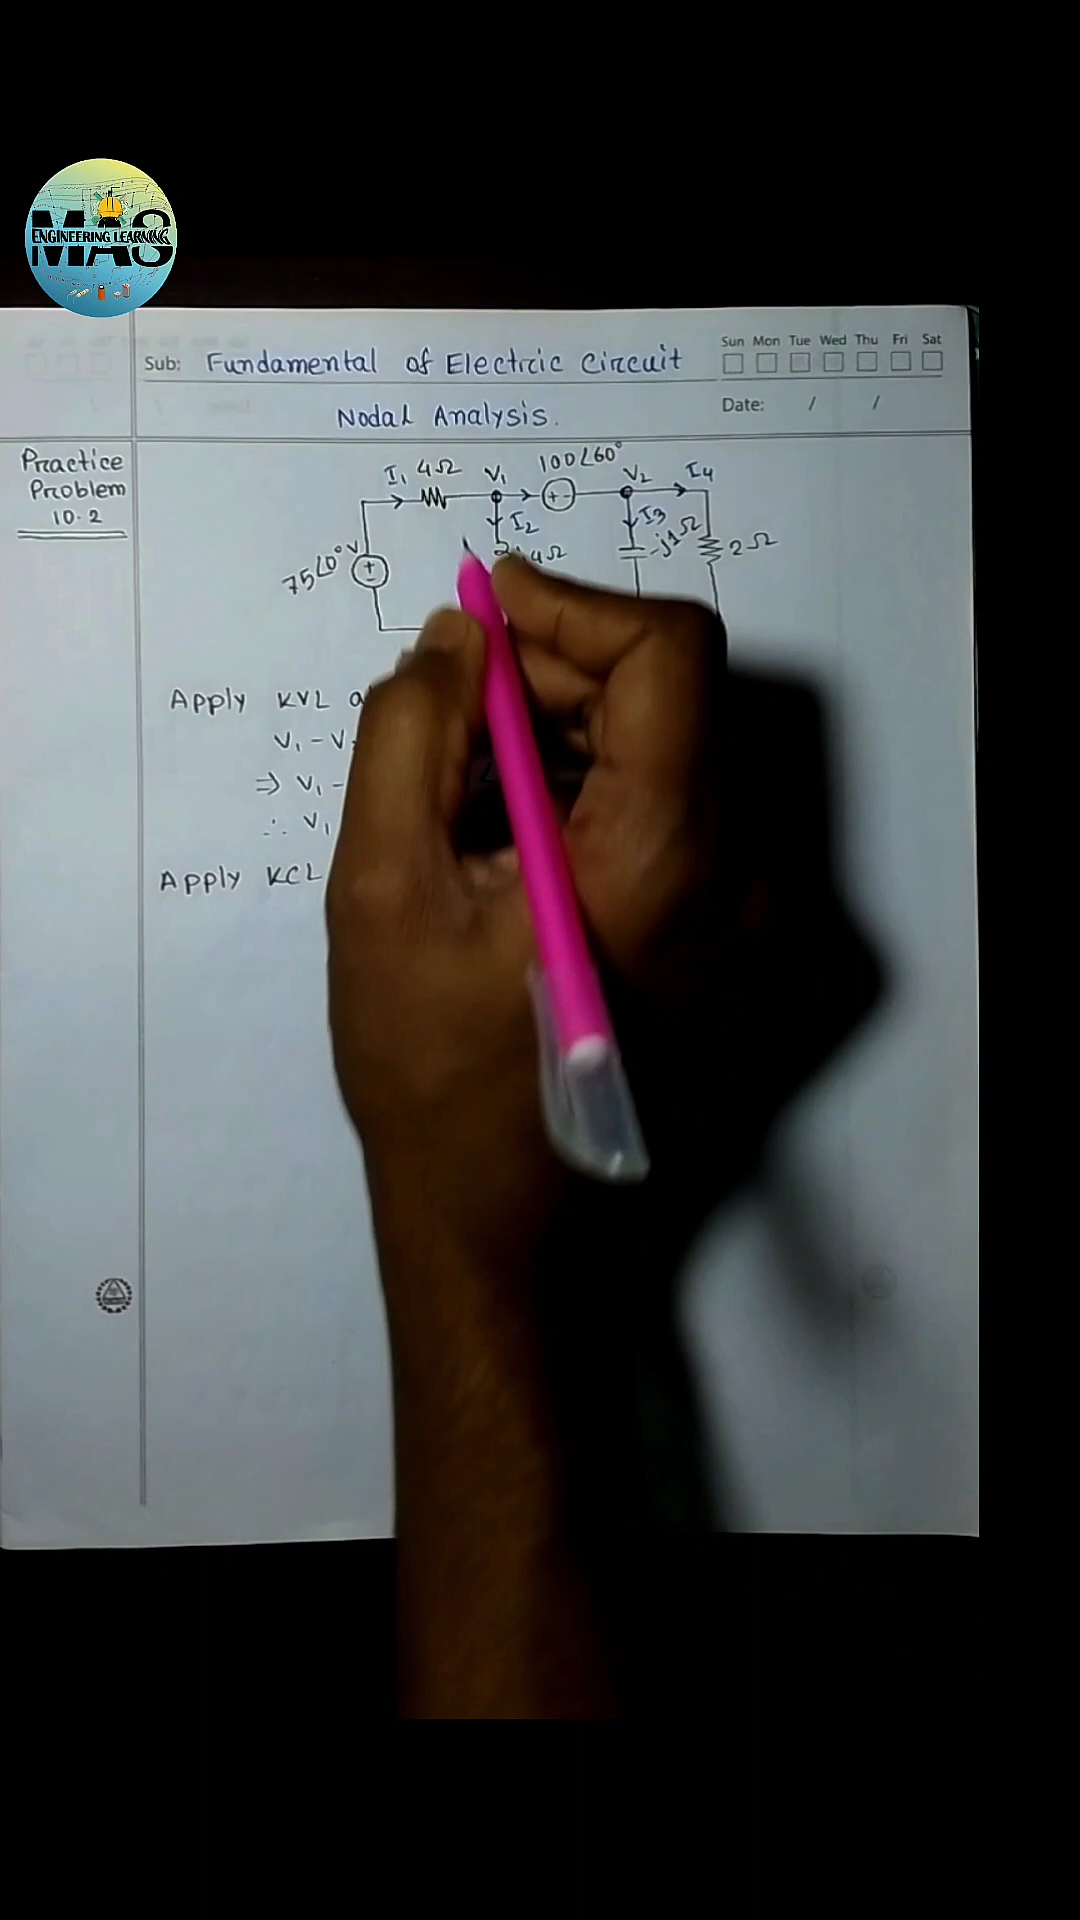 MAS
ENGINEERING LEARNING
Sun Mon Tue Wed Thu Fri Sat
Sub: Fundamental of Electric Circuit
Date: / /
Nodal Analysis.
Practice
Problem
10.2
I₁ 4Ω V₁ 100∠60° V₂ I₄
I₂ I₃ -j1Ω 2Ω
75∠0° V + - 4Ω
Apply KVL
V₁ - V
⇒ V₁ -
∴ V₁
Apply KCL